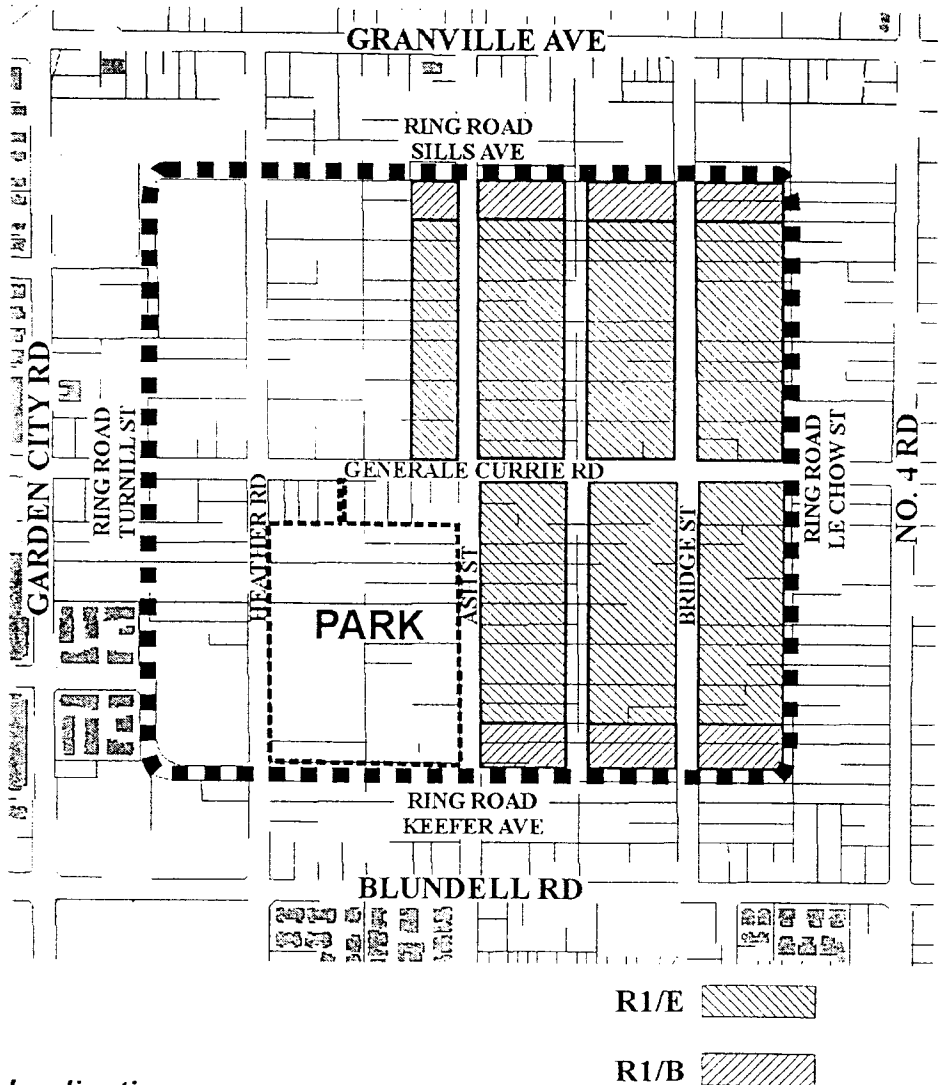 GRANVILLE AVE
RING ROAD
SILLS AVE
GARDEN CITY RD
RING ROAD
TURNILL ST
GENERALE CURRIE RD
HEATHER RD
PARK
ASH ST
BRIDGE ST
RING ROAD
LE CHOW ST
NO. 4 RD
RING ROAD
KEEFER AVE
BLUNDELL RD
R1/E
R1/B